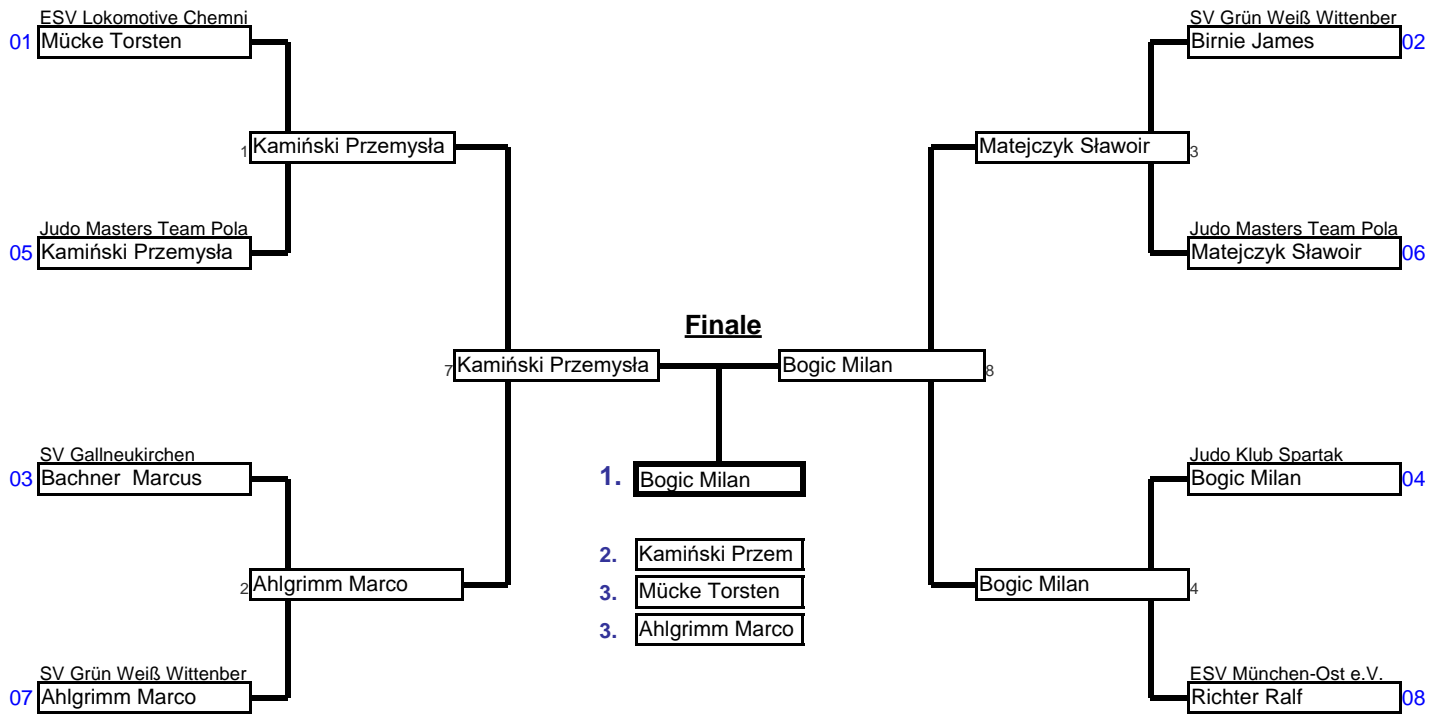 ESV Lokomotive Chemni
01 Mücke Torsten
SV Grün Weiß Wittenber
Birnie James 02
1 Kamiński Przemysła
Matejczyk Sławoir 3
Judo Masters Team Pola
05 Kamiński Przemysła
Judo Masters Team Pola
Matejczyk Sławoir 06
Finale
7 Kamiński Przemysła
Bogic Milan 8
SV Gallneukirchen
03 Bachner  Marcus
1. Bogic Milan
Judo Klub Spartak
Bogic Milan 04
2. Kamiński Przem
3. Mücke Torsten
3. Ahlgrimm Marco
2 Ahlgrimm Marco
Bogic Milan 4
SV Grün Weiß Wittenber
07 Ahlgrimm Marco
ESV München-Ost e.V.
Richter Ralf 08